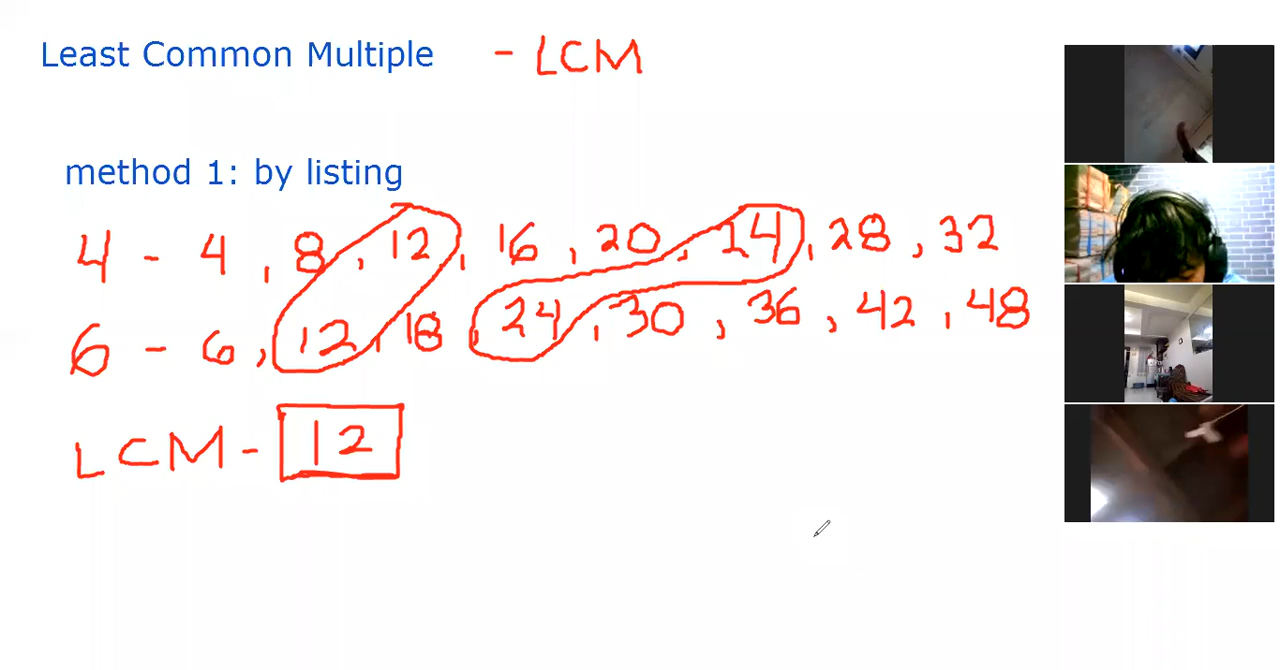 Least Common Multiple - LCM
method 1: by listing
4 - 4, 8, 12, 16, 20, 24, 28, 32
6 - 6, 12, 18, 24, 30, 36, 42, 48
LCM - 12